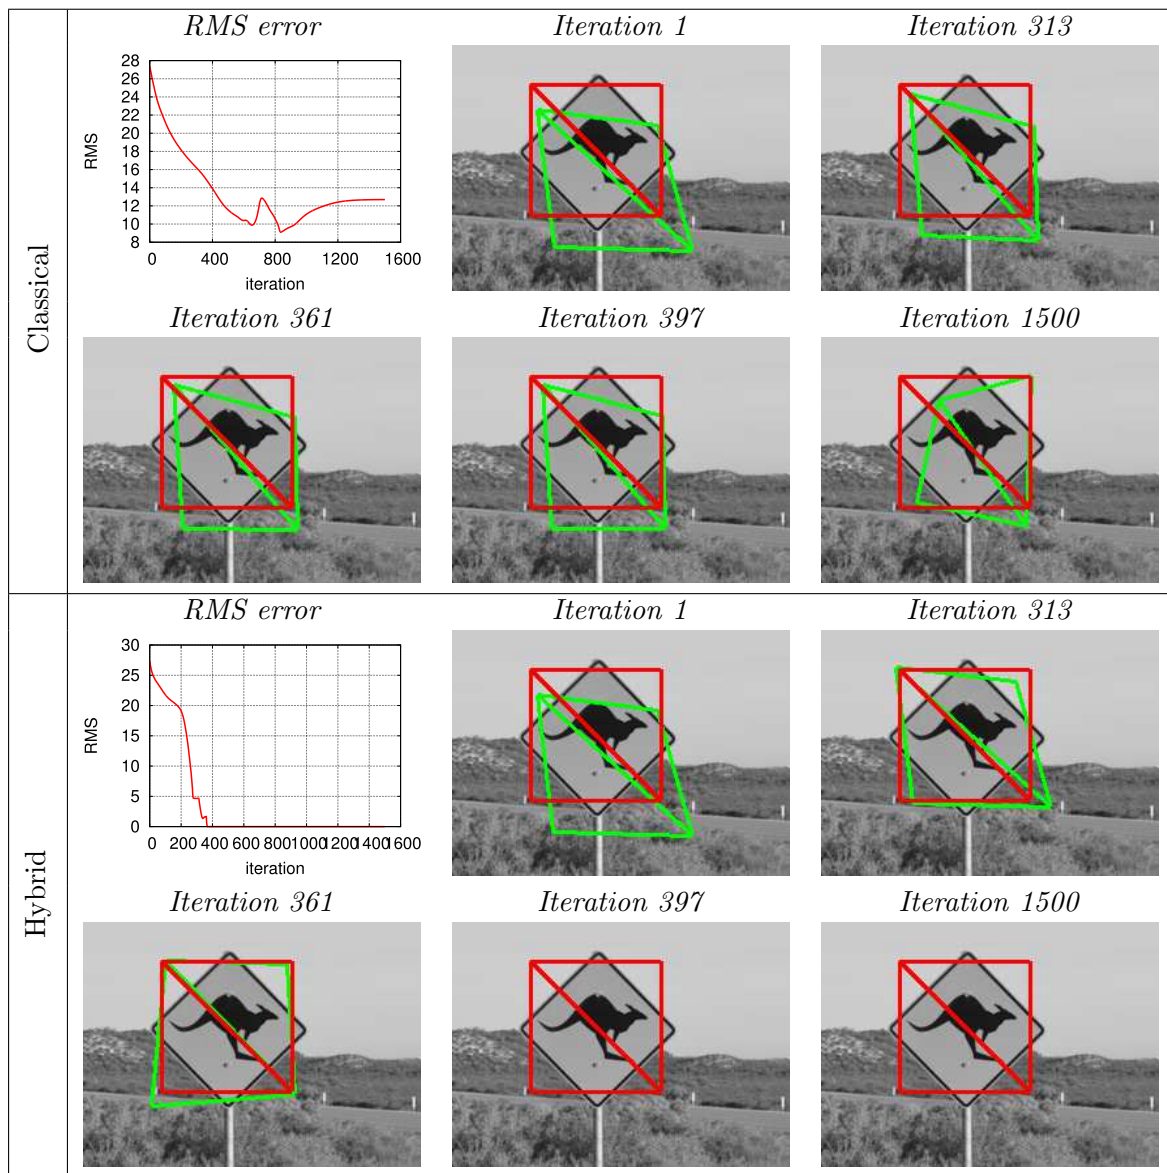 Classical
RMS error
Iteration 1
Iteration 313
28
26
24
22
20
18
16
14
12
10
8
RMS
0 400 800 1200 1600
iteration
Iteration 361
Iteration 397
Iteration 1500
Hybrid
RMS error
Iteration 1
Iteration 313
30
25
20
15
10
5
0
RMS
0 200 400 600 800 1000 1200 1400 1600
iteration
Iteration 361
Iteration 397
Iteration 1500